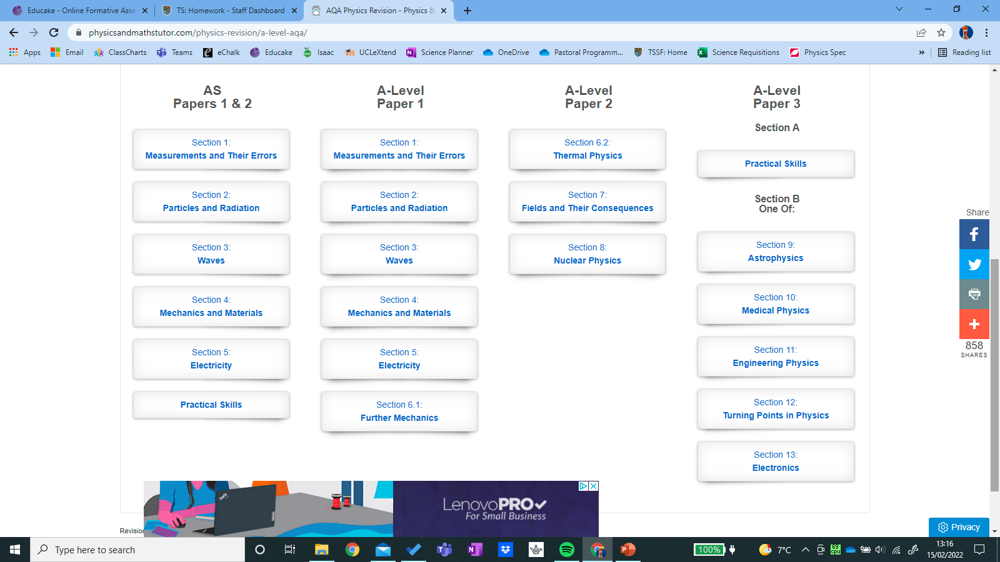 Educake - Online Formative Asse
TS: Homework - Staff Dashboard
AQA Physics Revision - Physics &
physicsandmathstutor.com/physics-revision/a-level-aqa/
Apps
Email
ClassCharts
Teams
eChalk
Educake
Isaac
UCLeXtend
Science Planner
OneDrive
Pastoral Programm...
TSSF: Home
Science Requisitions
Physics Spec
»
Reading list
AS
Papers 1 & 2
Section 1:
Measurements and Their Errors
Section 2:
Particles and Radiation
Section 3:
Waves
Section 4:
Mechanics and Materials
Section 5:
Electricity
Practical Skills
A-Level
Paper 1
Section 1:
Measurements and Their Errors
Section 2:
Particles and Radiation
Section 3:
Waves
Section 4:
Mechanics and Materials
Section 5:
Electricity
Section 6.1:
Further Mechanics
A-Level
Paper 2
Section 6.2:
Thermal Physics
Section 7:
Fields and Their Consequences
Section 8:
Nuclear Physics
A-Level
Paper 3
Section A
Practical Skills
Section B
One Of:
Section 9:
Astrophysics
Section 10:
Medical Physics
Section 11:
Engineering Physics
Section 12:
Turning Points in Physics
Section 13:
Electronics
Share
858
SHARES
ThinkPad
Lenovo
LenovoPRO
For Small Business
Revision
Privacy
Type here to search
100%
7°C
63
cpu
13:16
15/02/2022